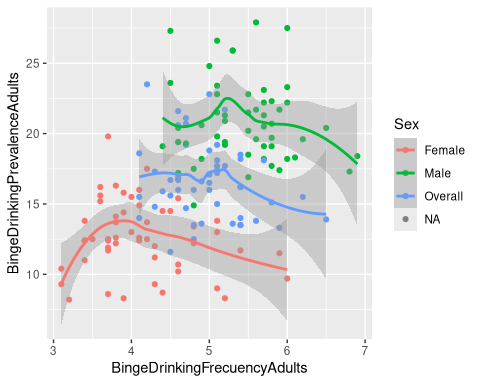 BingeDrinkingPrevalenceAdults
25
20
15
10
3 4 5 6 7
BingeDrinkingFrecuencyAdults
Sex
Female
Male
Overall
NA